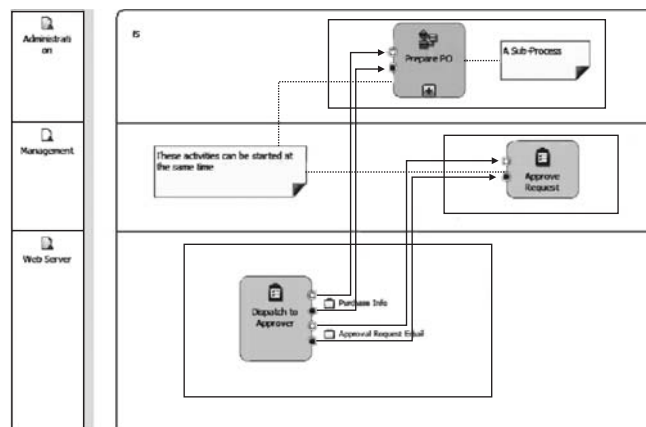 Administrati
on
IS
Prepare PO
A Sub-Process
Management
These activities can be started at
the same time
Approve
Request
Web Server
Dispatch to
Approver
Purchase Info
Approval Request Email